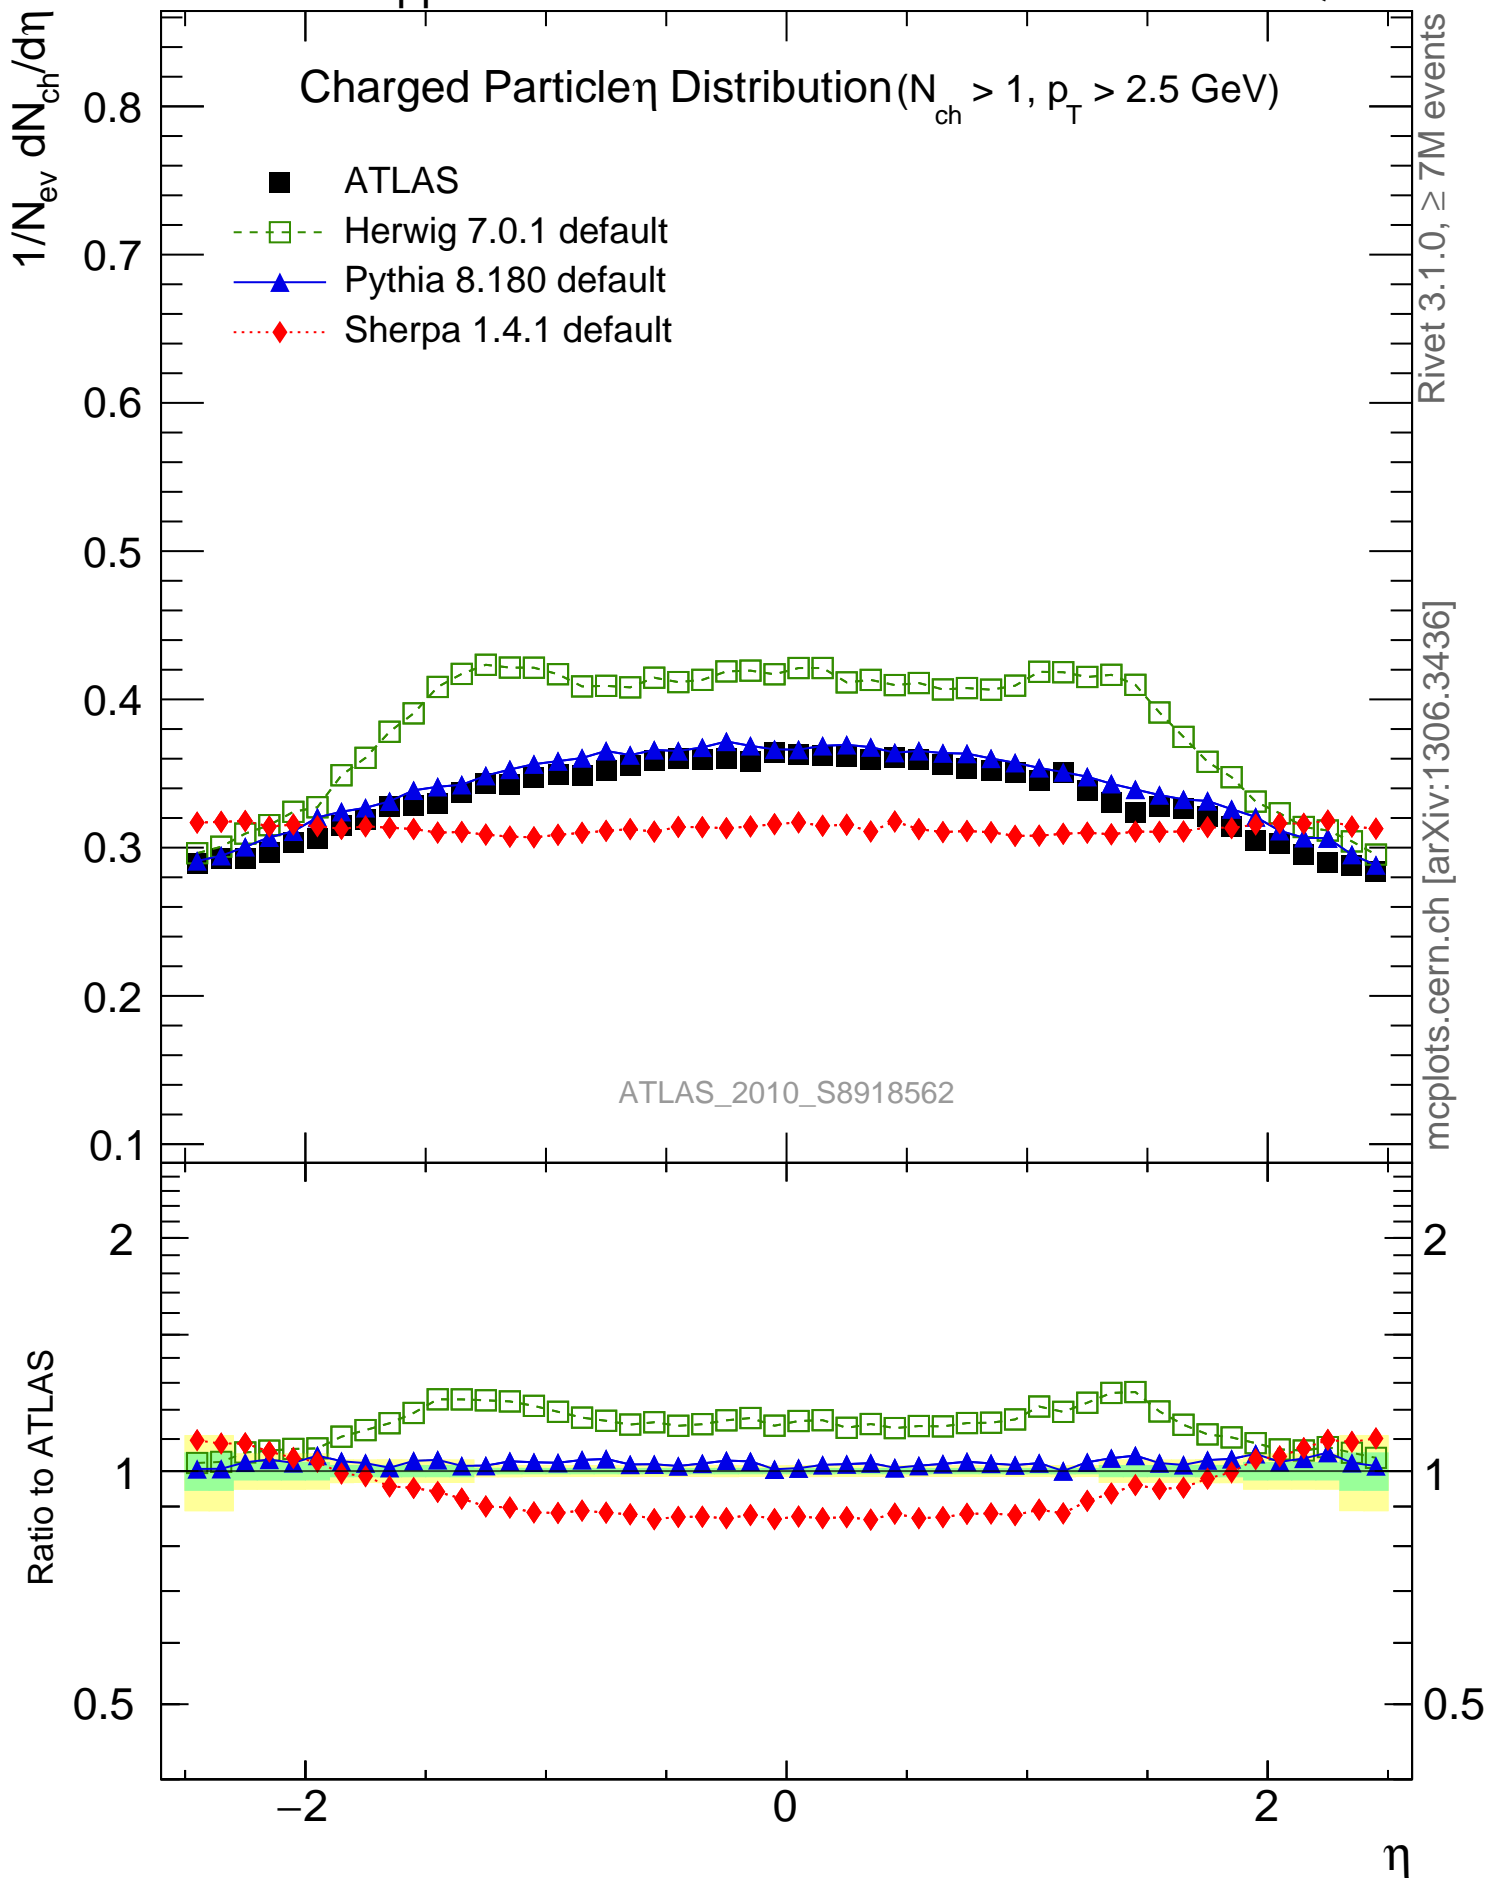 pp
1/N_ev dN_ch/dη
Charged Particleη Distribution(N_ch > 1, p_T > 2.5 GeV)
ATLAS
Herwig 7.0.1 default
Pythia 8.180 default
Sherpa 1.4.1 default
0.8
0.7
0.6
0.5
0.4
0.3
0.2
0.1
ATLAS_2010_S8918562
Rivet 3.1.0, ≥ 7M events
mcplots.cern.ch [arXiv:1306.3436]
Ratio to ATLAS
2
1
0.5
2
1
0.5
−2
0
2
η